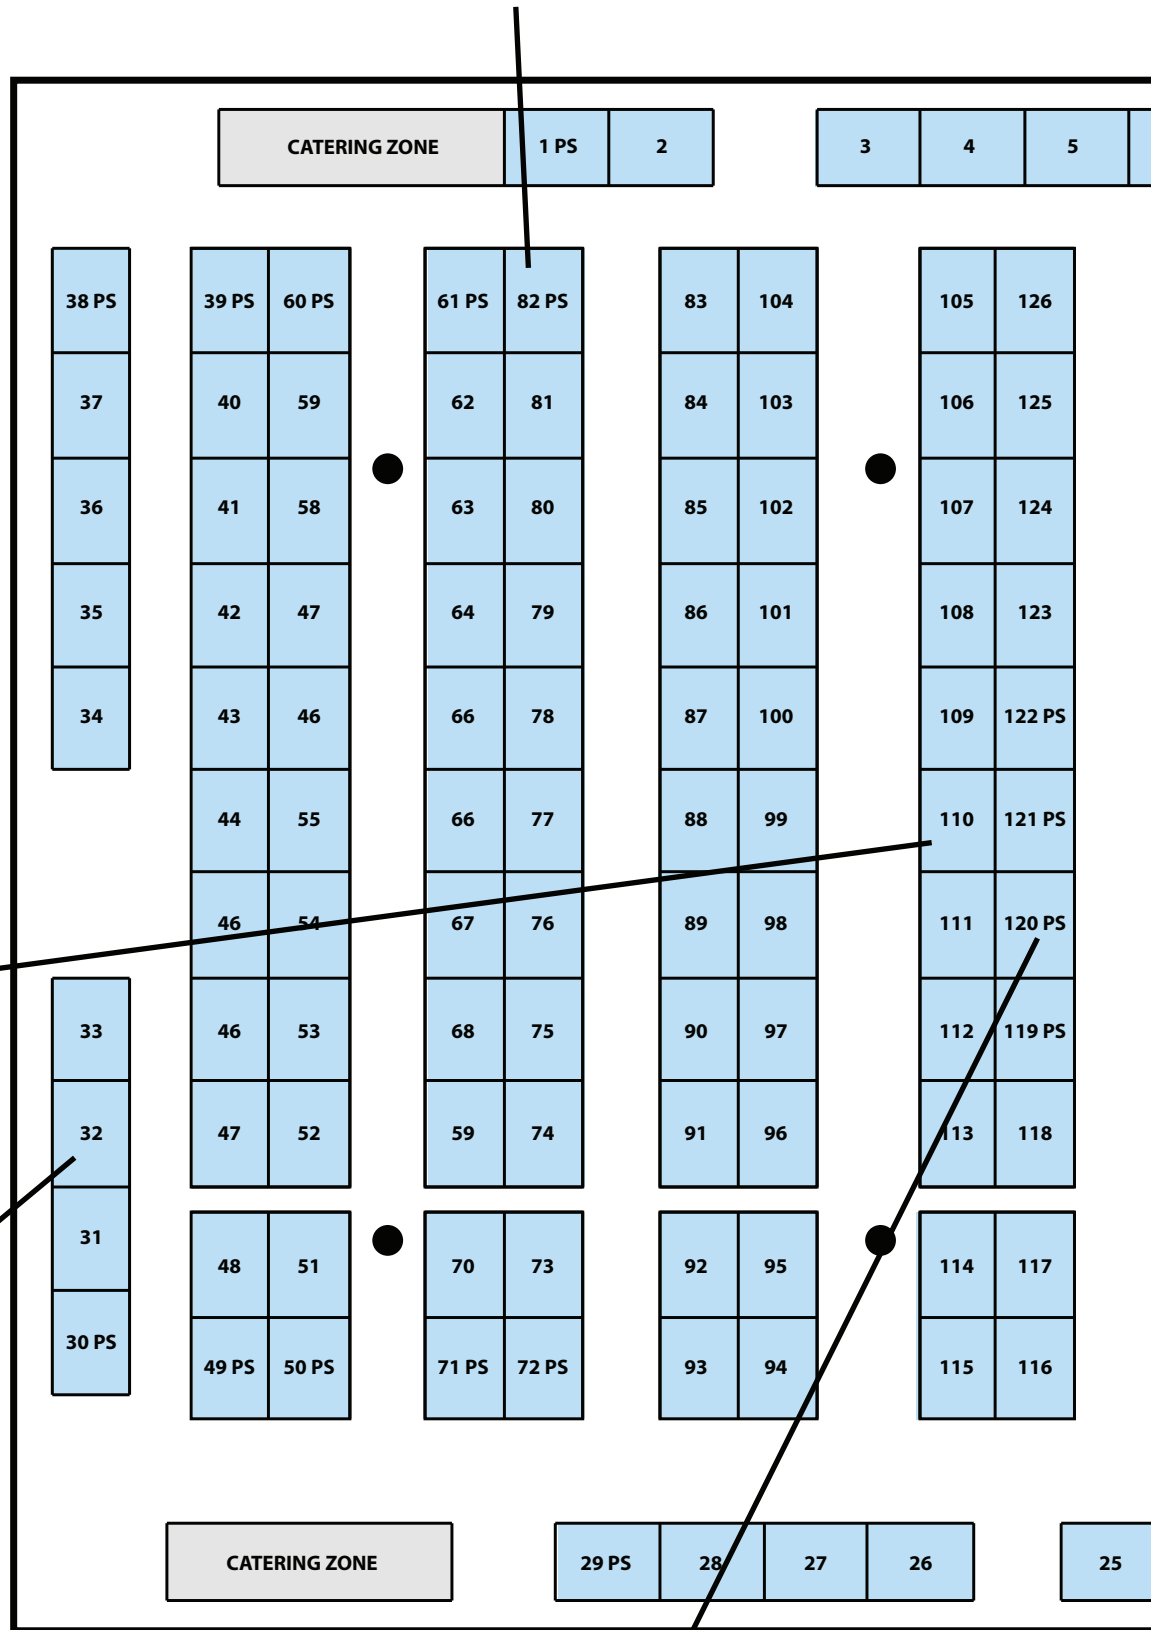 CATERING ZONE 1 PS 2 3 4 5
38 PS 39 PS 60 PS 61 PS 82 PS 83 104 105 126
37 40 59 62 81 84 103 106 125
36 41 58 63 80 85 102 107 124
35 42 47 64 79 86 101 108 123
34 43 46 66 78 87 100 109 122 PS
44 55 66 77 88 99 110 121 PS
46 54 67 76 89 98 111 120 PS
33 46 53 68 75 90 97 112 119 PS
32 47 52 59 74 91 96 113 118
31 48 51 70 73 92 95 114 117
30 PS 49 PS 50 PS 71 PS 72 PS 93 94 115 116
CATERING ZONE 29 PS 28 27 26 25